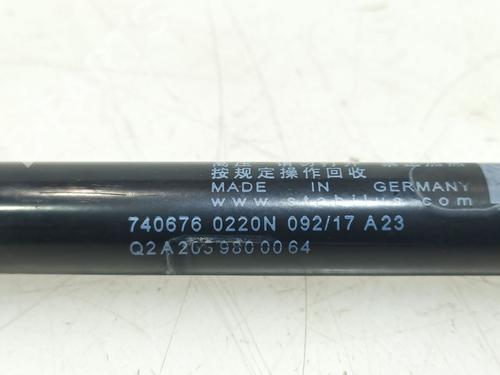 按规定操作回收
MADE IN GERMANY
www.stabilus.com
740676 0220N 092/17 A23
Q2 A 205 980 00 64